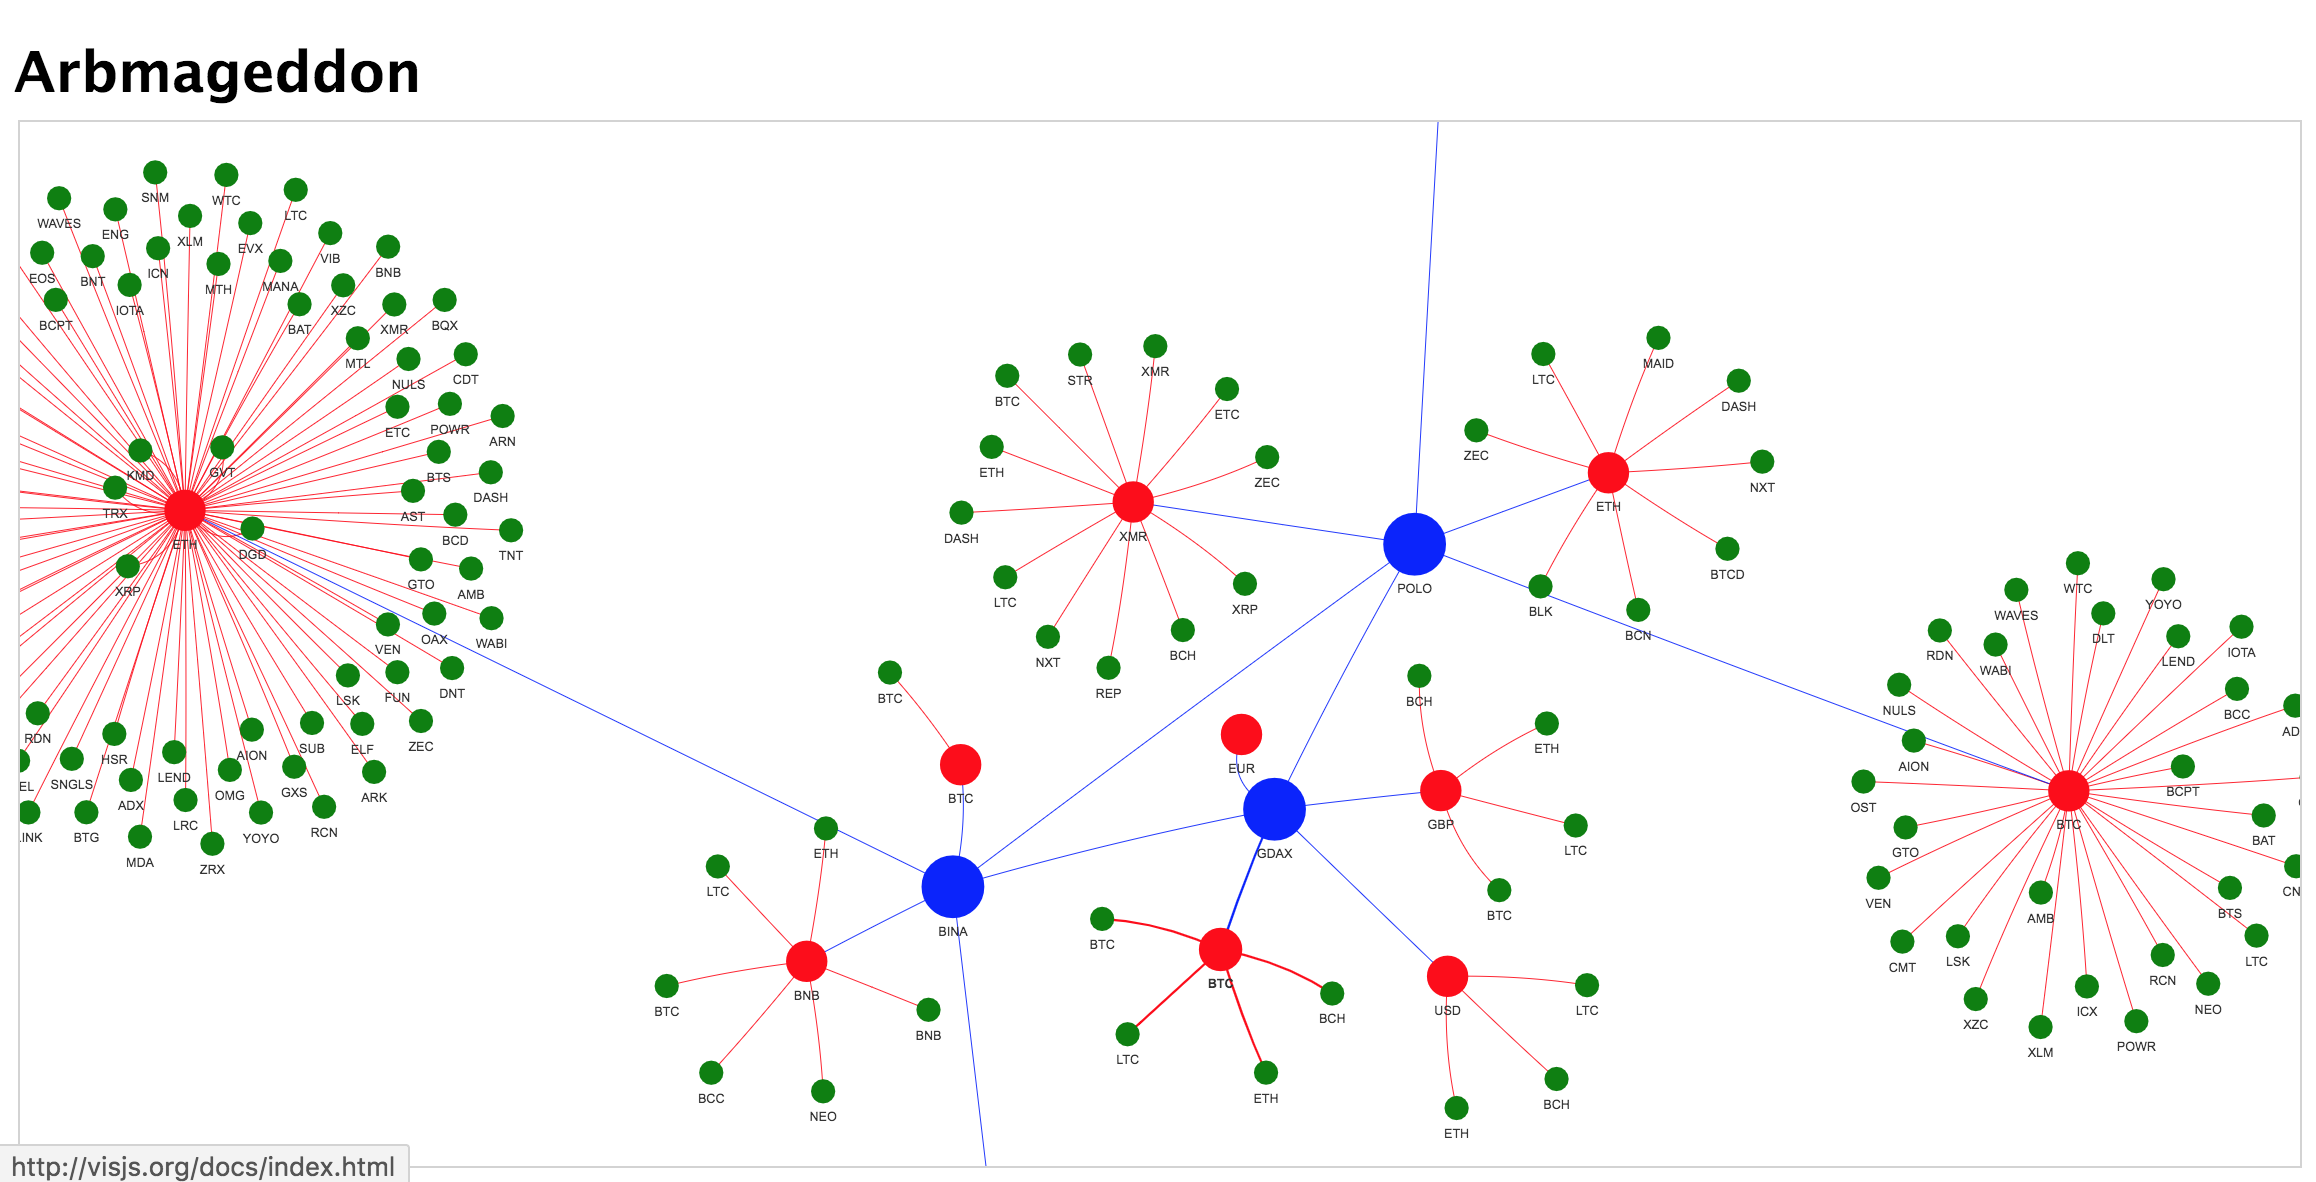 Arbmageddon
SNM
WTC
LTC
WAVES
ENG
XLM
EVX
VIB
BNB
EOS
BNT
ICN
MTH
MANA
BCPT
IOTA
BAT
XZC
XMR
BQX
MTL
NULS
CDT
ETC
POWR
ARN
KMD
GVT
BTS
DASH
TRX
AST
BCD
TNT
ETH
DGD
XRP
GTO
AMB
OAX
WABI
VEN
LSK
FUN
DNT
RDN
HSR
AION
SUB
ELF
ZEC
EL
SNGLS
ADX
LEND
OMG
GXS
ARK
INK
BTG
LRC
YOYO
RCN
MDA
ZRX
BTC
STR
XMR
ETC
ETH
ZEC
DASH
XMR
LTC
XRP
NXT
REP
BCH
POLO
LTC
MAID
DASH
ZEC
NXT
ETH
BTCD
BLK
BCN
BTC
BTC
ETH
LTC
BINA
BNB
BTC
BNB
BCC
NEO
EUR
GDAX
BCH
ETH
GBP
LTC
BTC
BTC
BTC
BCH
LTC
ETH
USD
LTC
BCH
ETH
WTC
YOYO
WAVES
DLT
RDN
WABI
LEND
IOTA
NULS
BCC
AD
AION
BCPT
OST
BTC
BAT
GTO
VEN
AMB
BTS
CN
CMT
LSK
LTC
RCN
XZC
ICX
NEO
XLM
POWR
http://visjs.org/docs/index.html